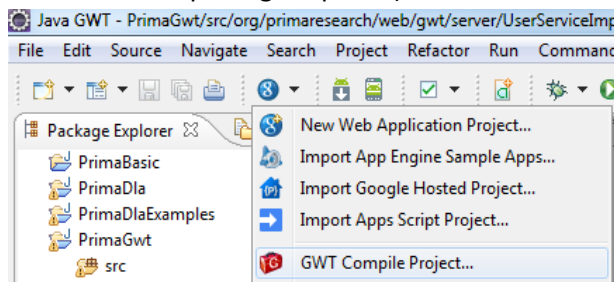 Java GWT - PrimaGwt/src/org/primaresearch/web/gwt/server/UserServiceImp
File Edit Source Navigate Search Project Refactor Run Comman
Package Explorer
New Web Application Project...
PrimaBasic
Import App Engine Sample Apps...
PrimaDla
Import Google Hosted Project...
PrimaDlaExamples
Import Apps Script Project...
PrimaGwt
src
GWT Compile Project...